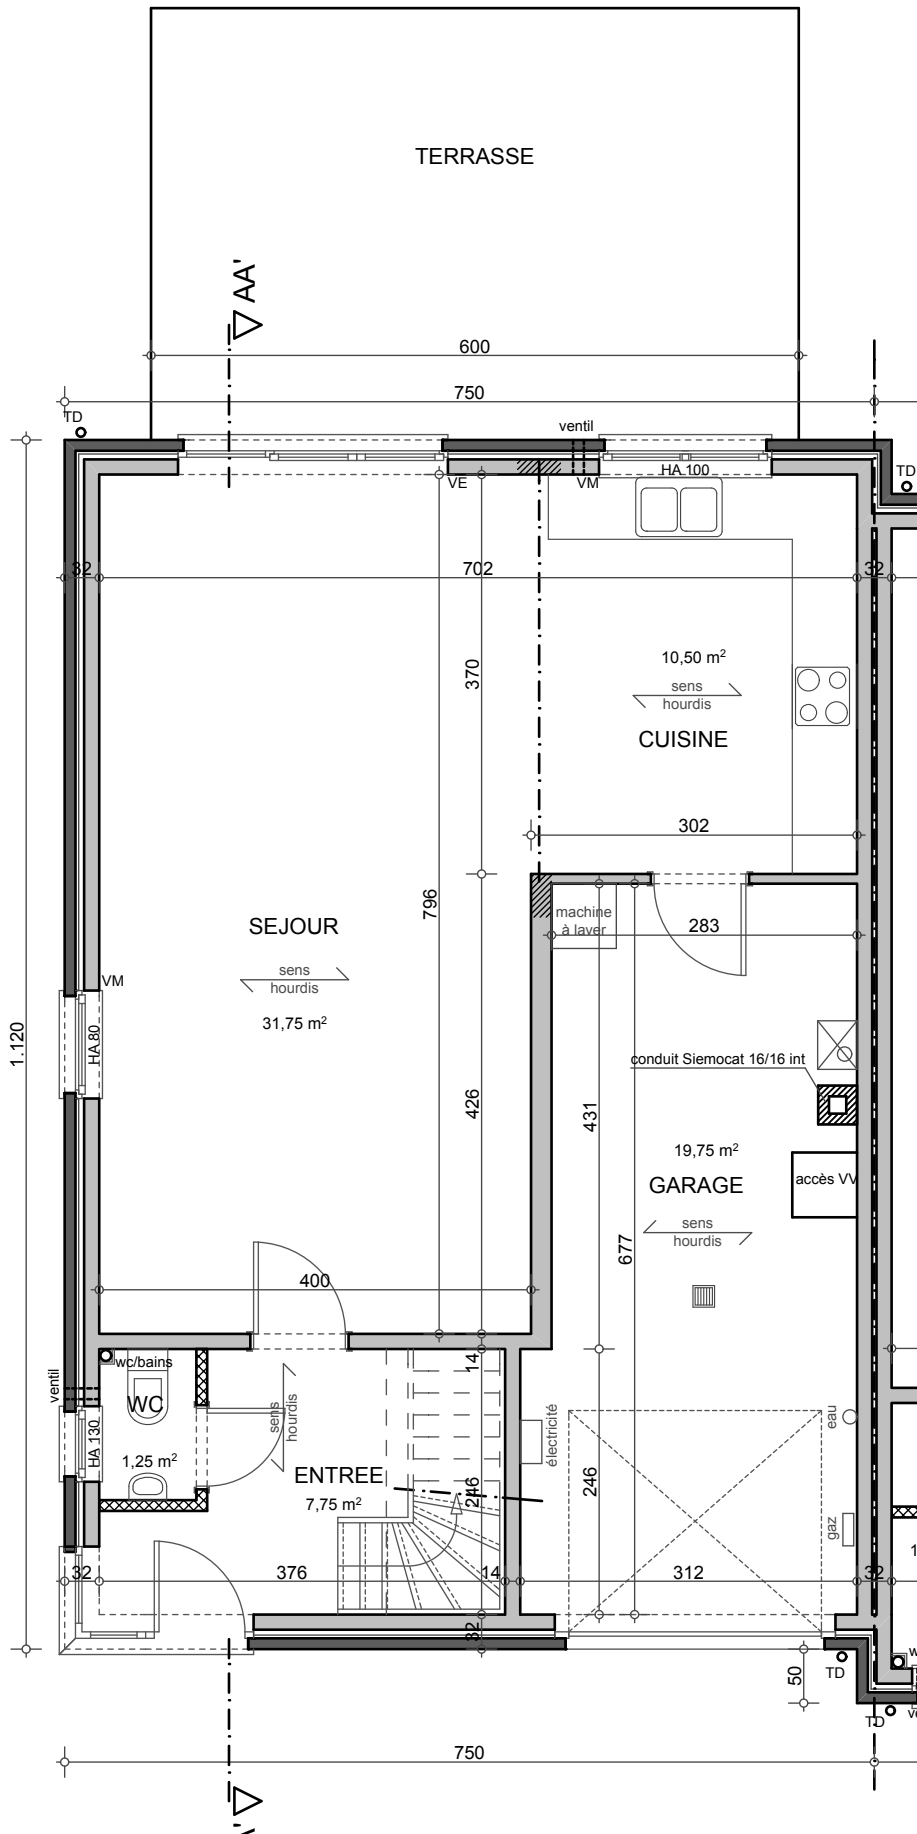 TERRASSE
AA'
600
750
TD
ventil
VE
VM
HA 100
TD
32
702
32
370
10,50 m²
sens
hourdis
CUISINE
302
796
SEJOUR
machine
à laver
283
sens
hourdis
31,75 m²
VM
HA 80
1.120
426
431
conduit Siemocat 16/16 int
19,75 m²
GARAGE
accès VV
sens
hourdis
677
400
14
wc/bains
ventil
WC
HA 130
1,25 m²
sens
hourdis
ENTREE
7,75 m²
246
électricité
246
eau
gaz
32
376
14
312
32
1
32
50
TD
TD
w
ve
750